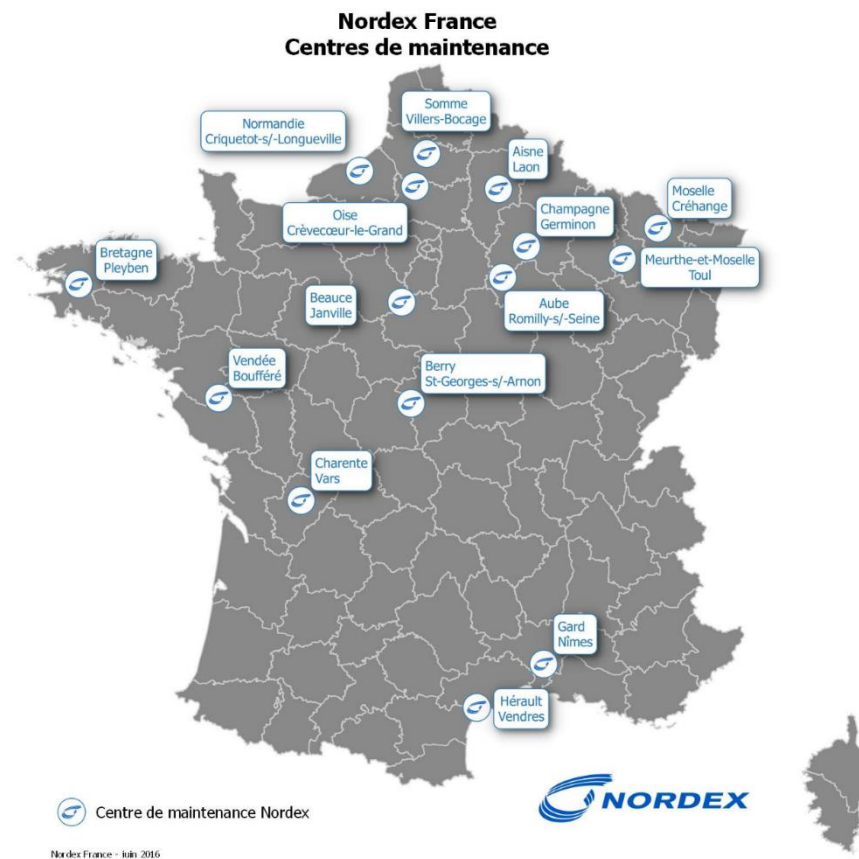 Nordex France
Centres de maintenance
Somme
Villers-Bocage
Normandie
Criquetot-s/-Longueville
Aisne
Laon
Moselle
Créhange
Oise
Crèvecœur-le-Grand
Champagne
Germinon
Bretagne
Pleyben
Meurthe-et-Moselle
Toul
Beauce
Janville
Aube
Romilly-s/-Seine
Vendée
Boufféré
Berry
St-Georges-s/-Arnon
Charente
Vars
Gard
Nîmes
Hérault
Vendres
Centre de maintenance Nordex
NORDEX
Nordex France - juin 2016